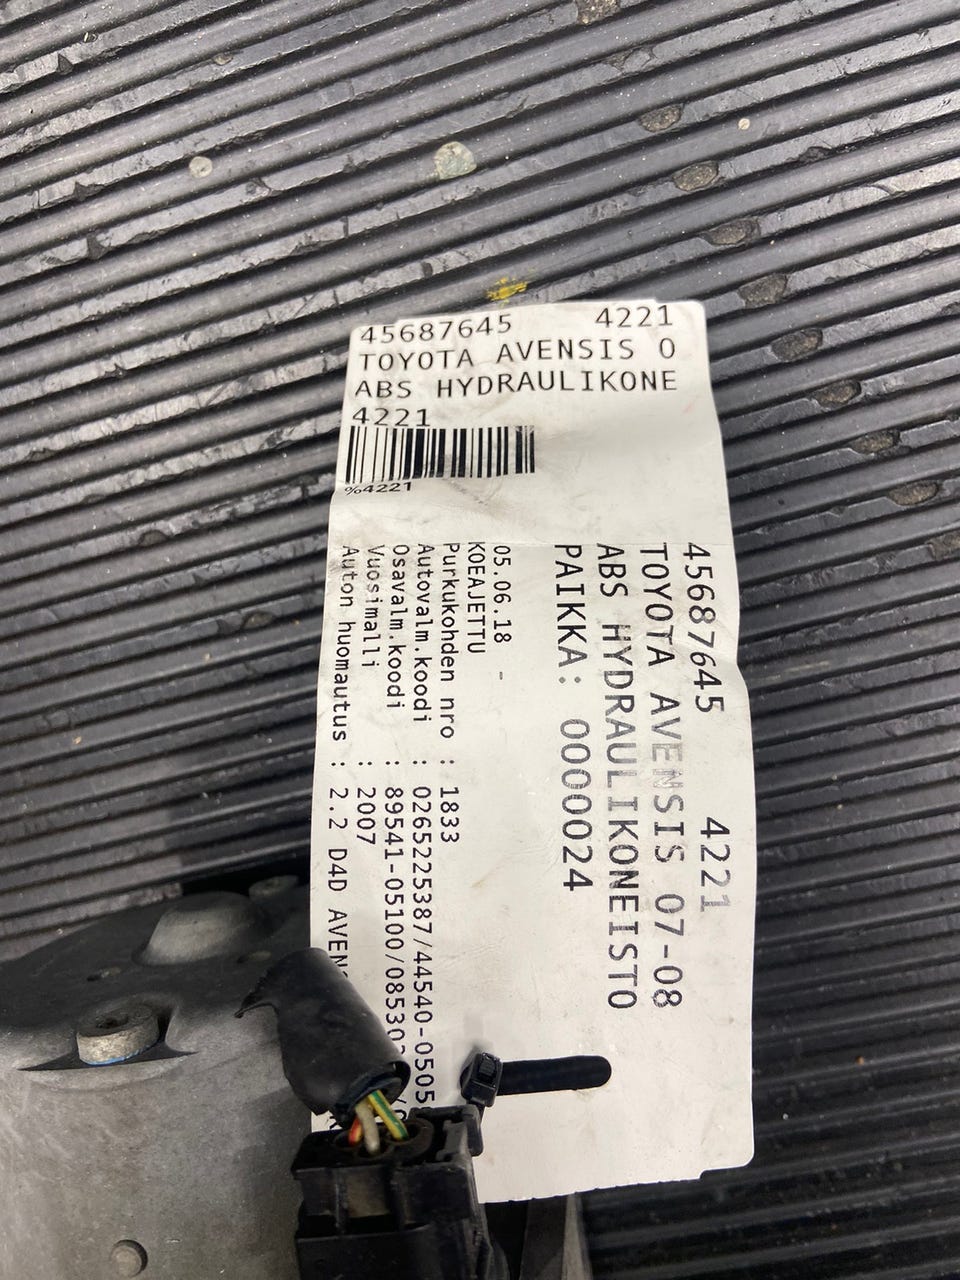 45687645 4221
TOYOTA AVENSIS 0
ABS HYDRAULIKONE
4221
%4221
45687645 4221
TOYOTA AVENSIS 07-08
ABS HYDRAULIKONEISTO
PAIKKA: 0000024
05.06.18 -
KOEAJETTU
Purkukohden nro : 1833
Autovalm.koodi : 0265225387/44540-0505
Osavalm.koodi : 89541-05100/08530
Vuosimalli : 2007
Auton huomautus : 2.2 D4D AVEN